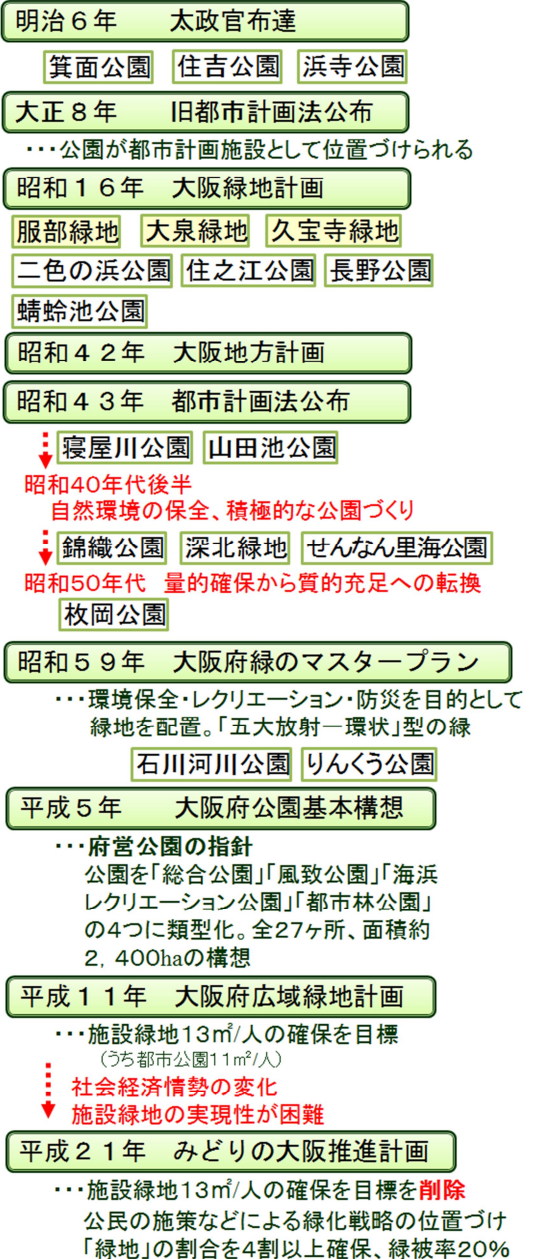 明治６年　太政官布達
箕面公園　住吉公園　浜寺公園
大正８年　旧都市計画法公布
・・・公園が都市計画施設として位置づけられる
昭和１６年　大阪緑地計画
服部緑地　大泉緑地　久宝寺緑地
二色の浜公園　住之江公園　長野公園
蜻蛉池公園
昭和４２年　大阪地方計画
昭和４３年　都市計画法公布
寝屋川公園　山田池公園
昭和40年代後半
自然環境の保全、積極的な公園づくり
錦織公園　深北緑地　せんなん里海公園
昭和50年代　量的確保から質的充足への転換
枚岡公園
昭和５９年　大阪府緑のマスタープラン
・・・環境保全・レクリエーション・防災を目的として
緑地を配置。「五大放射―環状」型の緑
石川河川公園　りんくう公園
平成５年　大阪府公園基本構想
・・・府営公園の指針
公園を「総合公園」「風致公園」「海浜
レクリエーション公園」「都市林公園」
の４つに類型化。全２７ヶ所、面積約
２，４００haの構想
平成１１年　大阪府広域緑地計画
・・・施設緑地１３㎡/人の確保を目標
（うち都市公園１１㎡/人）
社会経済情勢の変化
施設緑地の実現性が困難
平成２１年　みどりの大阪推進計画
・・・施設緑地１３㎡/人の確保を目標を削除
公民の施策などによる緑化戦略の位置づけ
「緑地」の割合を４割以上確保、緑被率２０％